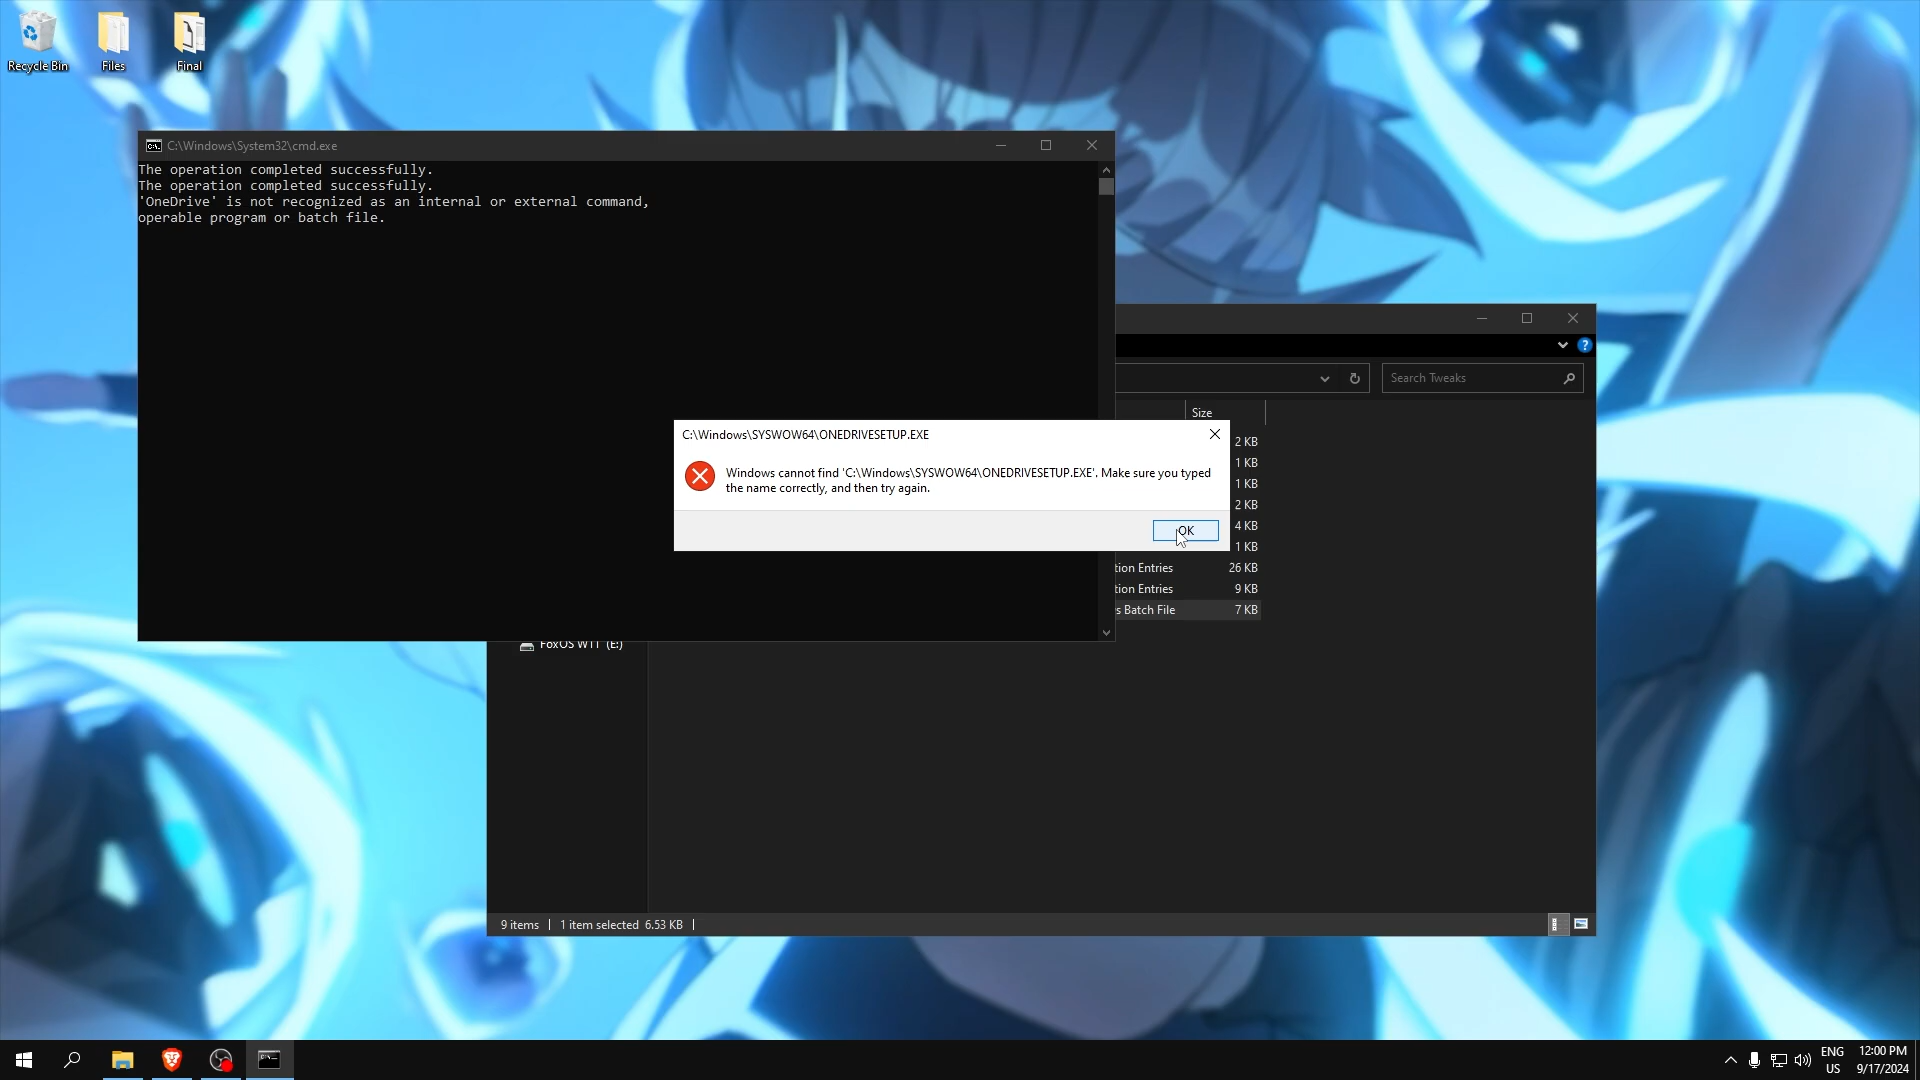 Recycle Bin
Files
Final
C:\Windows\System32\cmd.exe
The operation completed successfully.
The operation completed successfully.
'OneDrive' is not recognized as an internal or external command,
operable program or batch file.
Search Tweaks
Size
2 KB
1 KB
1 KB
2 KB
4 KB
1 KB
tion Entries 26 KB
tion Entries 9 KB
s Batch File 7 KB
C:\Windows\SYSWOW64\ONEDRIVESETUP.EXE
Windows cannot find 'C:\Windows\SYSWOW64\ONEDRIVESETUP.EXE'. Make sure you typed
the name correctly, and then try again.
OK
FoxOS W11 (E:)
9 items 1 item selected 6.53 KB
ENG
US
12:00 PM
9/17/2024